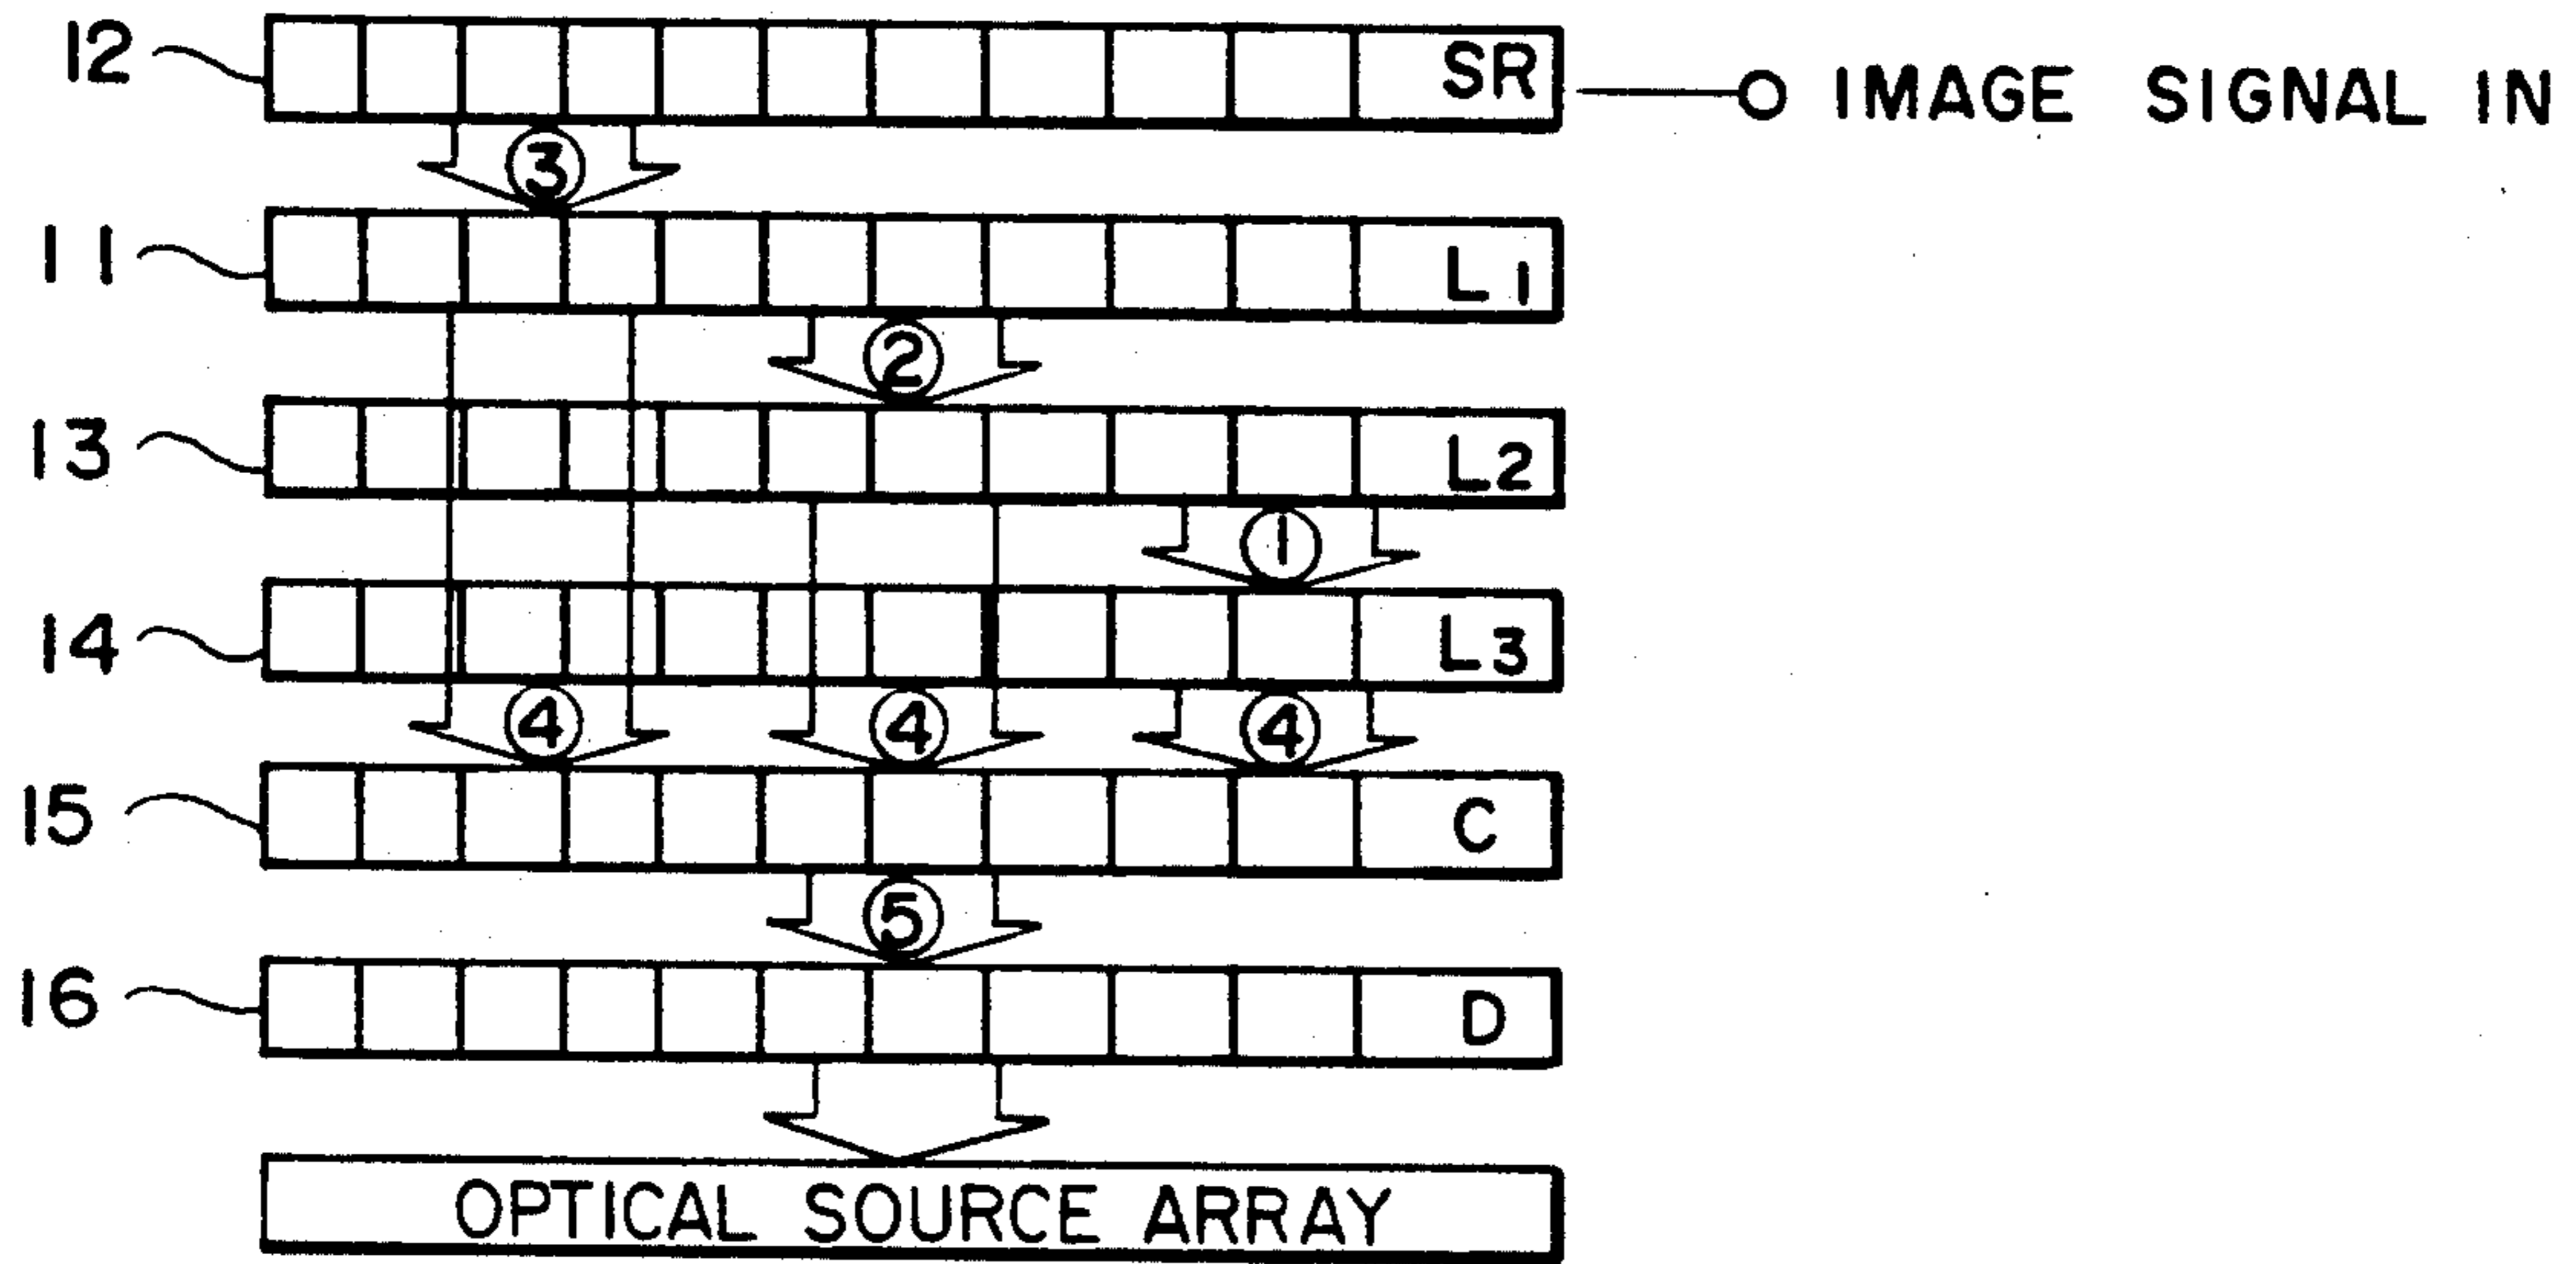 12 SR IMAGE SIGNAL IN
③
11 L1
②
13 L2
①
14 L3
④ ④ ④
15 C
⑤
16 D
OPTICAL SOURCE ARRAY